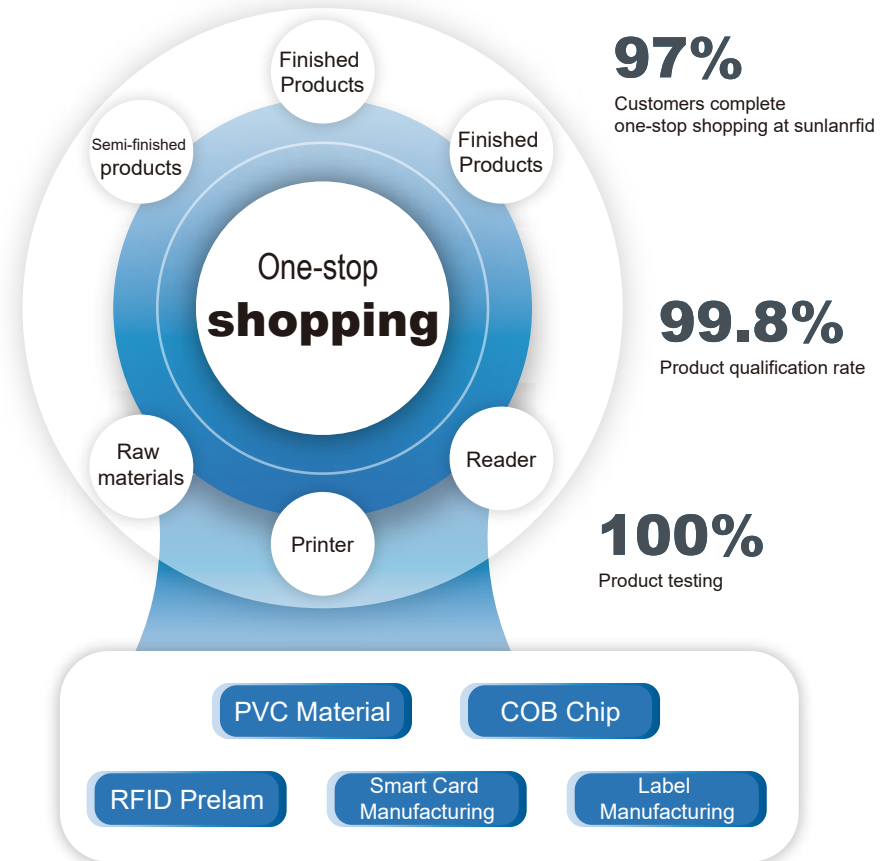 Finished
Products
Semi-finished
products
Finished
Products
One-stop
shopping
Raw
materials
Reader
Printer
97%
Customers complete
one-stop shopping at sunlanrfid
99.8%
Product qualification rate
100%
Product testing
PVC Material
COB Chip
RFID Prelam
Smart Card
Manufacturing
Label
Manufacturing